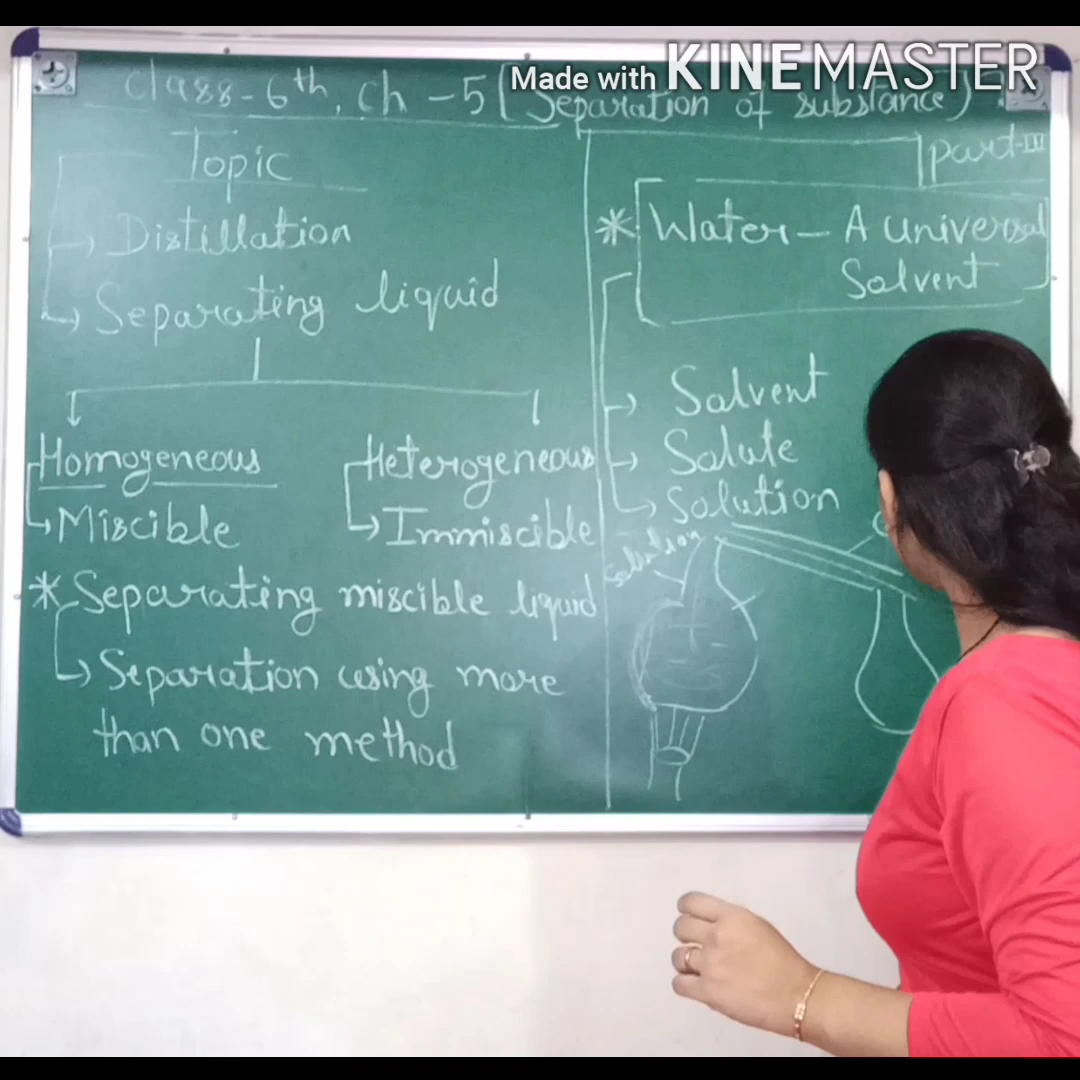 Made with KINEMASTER
Class-6th, Ch-5 (Separation of substance)
Part-III
Topic
→ Distillation
→ Separating liquid
Homogeneous
→ Miscible
Heterogeneous
→ Immiscible
* Separating miscible liquid
→ Separation using more
than one method
* Water - A universal
Solvent
→ Solvent
→ Solute
→ Solution
Solution